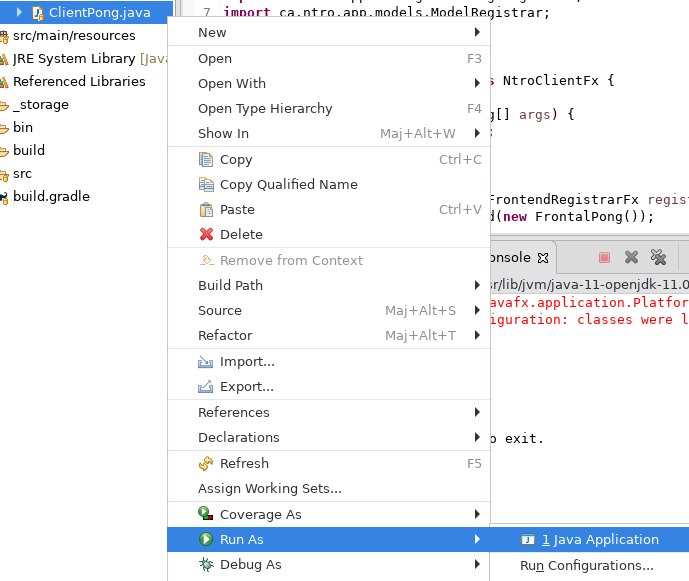 ClientPong.java
src/main/resources
JRE System Library [Java
Referenced Libraries
_storage
bin
build
src
build.gradle
7 import ca.ntro.app.models.ModelRegistrar;
NtroClientFx {
[] args) {
;
FrontendRegistrarFx regist
d(new FrontalPong());
New
Open F3
Open With
Open Type Hierarchy F4
Show In Maj+Alt+W
Copy Ctrl+C
Copy Qualified Name
Paste Ctrl+V
Delete
Remove from Context
Build Path
Source Maj+Alt+S
Refactor Maj+Alt+T
Import...
Export...
References
Declarations
Refresh F5
Assign Working Sets...
Coverage As
Run As
Debug As
1 Java Application
Run Configurations...
onsole
sr/lib/jvm/java-11-openjdk-11.0
avafx.application.Platfor
iguration: classes were l
o exit.